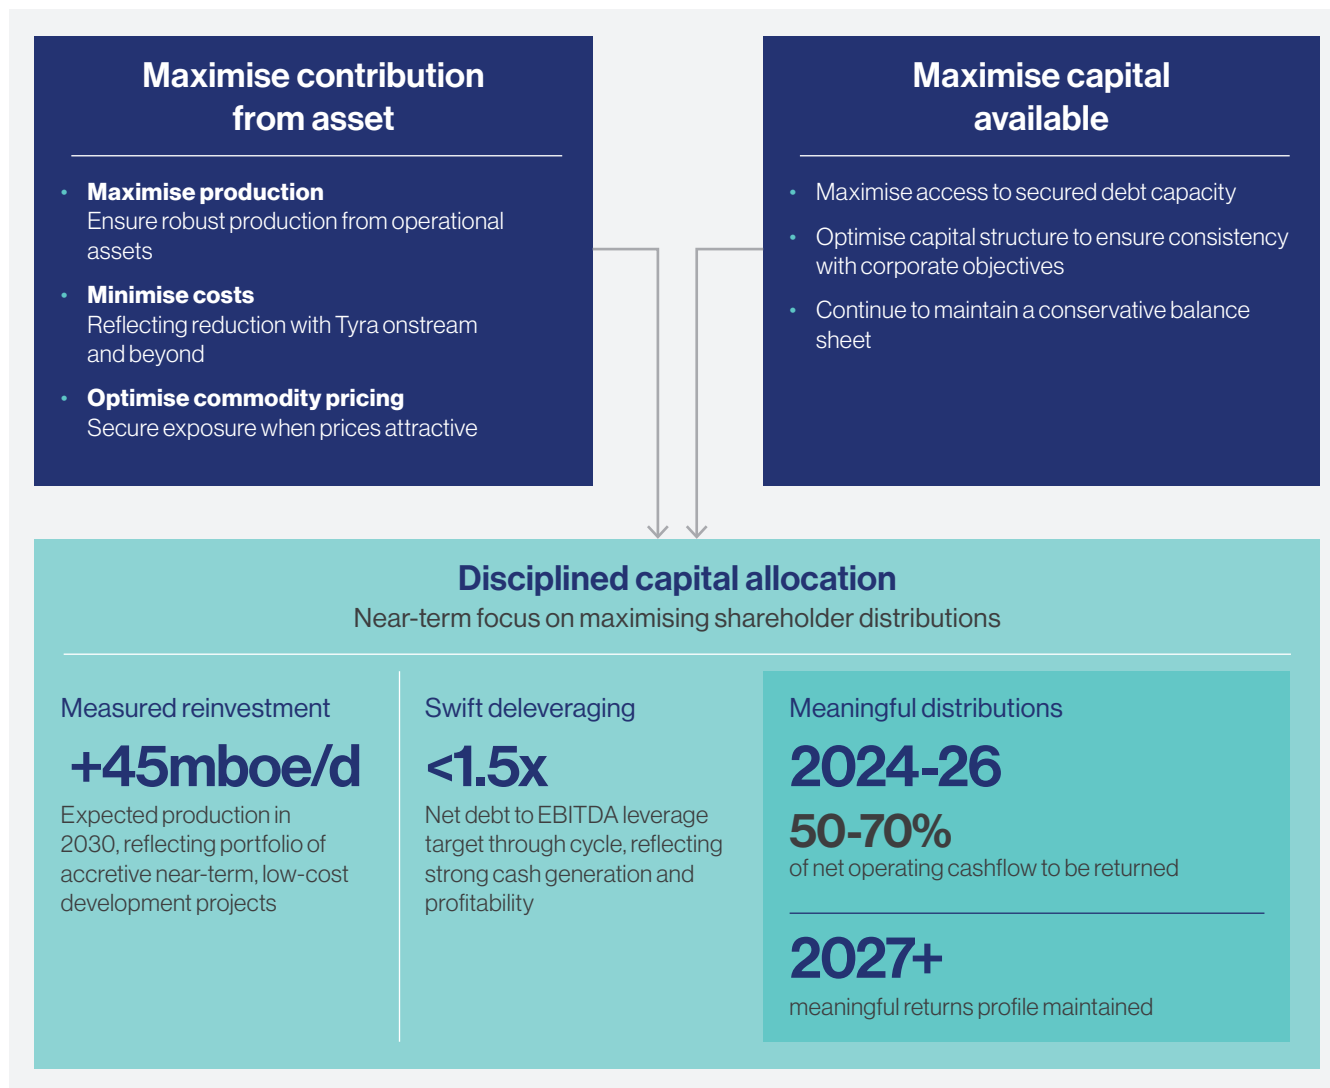 Maximise contribution
from asset
• Maximise production
Ensure robust production from operational
assets
• Minimise costs
Reflecting reduction with Tyra onstream
and beyond
• Optimise commodity pricing
Secure exposure when prices attractive
Maximise capital
available
• Maximise access to secured debt capacity
• Optimise capital structure to ensure consistency
with corporate objectives
• Continue to maintain a conservative balance
sheet
Disciplined capital allocation
Near-term focus on maximising shareholder distributions
Measured reinvestment
+45mboe/d
Expected production in
2030, reflecting portfolio of
accretive near-term, low-cost
development projects
Swift deleveraging
<1.5x
Net debt to EBITDA leverage
target through cycle, reflecting
strong cash generation and
profitability
Meaningful distributions
2024-26
50-70%
of net operating cashflow to be returned
2027+
meaningful returns profile maintained